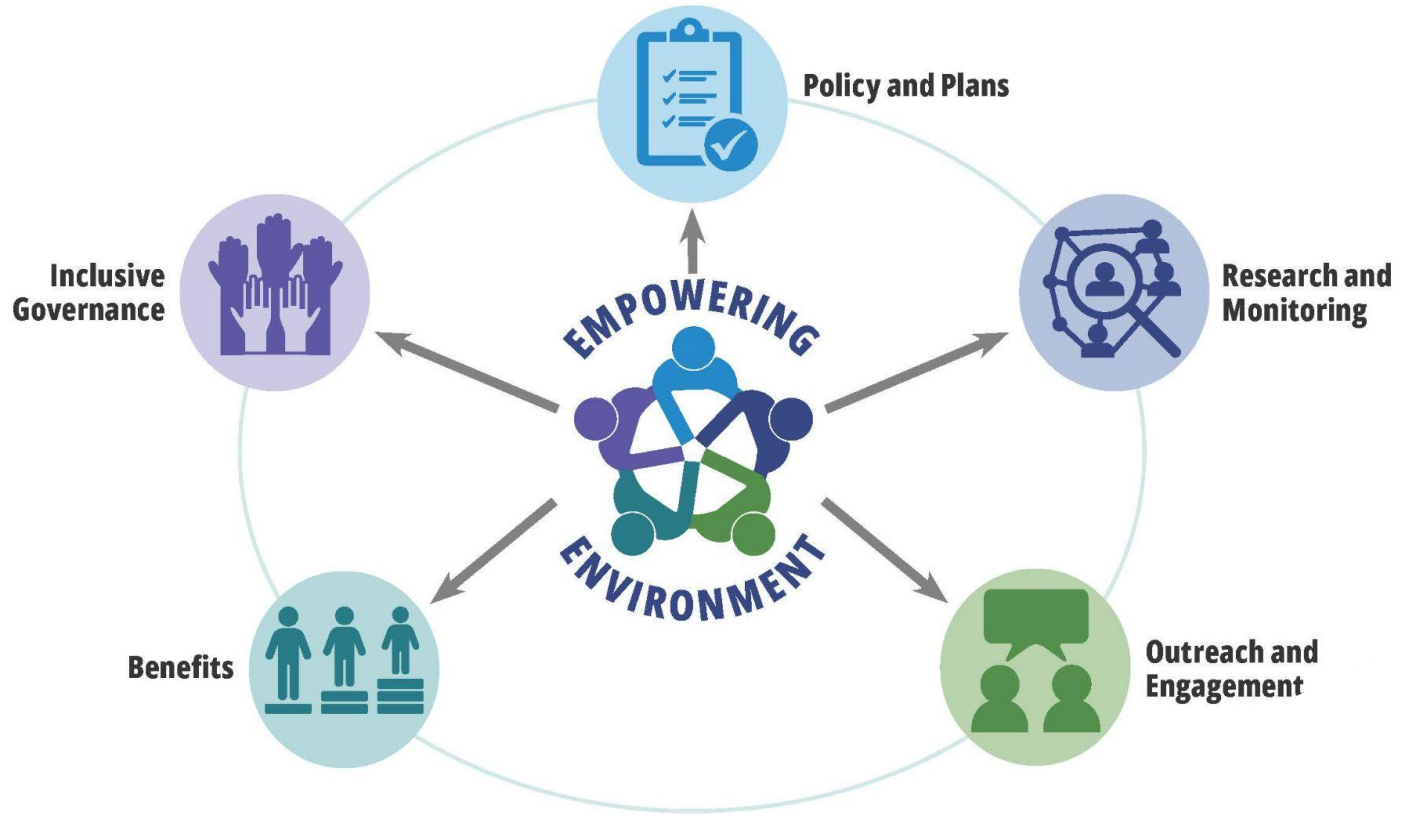 Policy and Plans
Inclusive
Governance
Research and
Monitoring
EMPOWERING
ENVIRONMENT
Benefits
Outreach and
Engagement